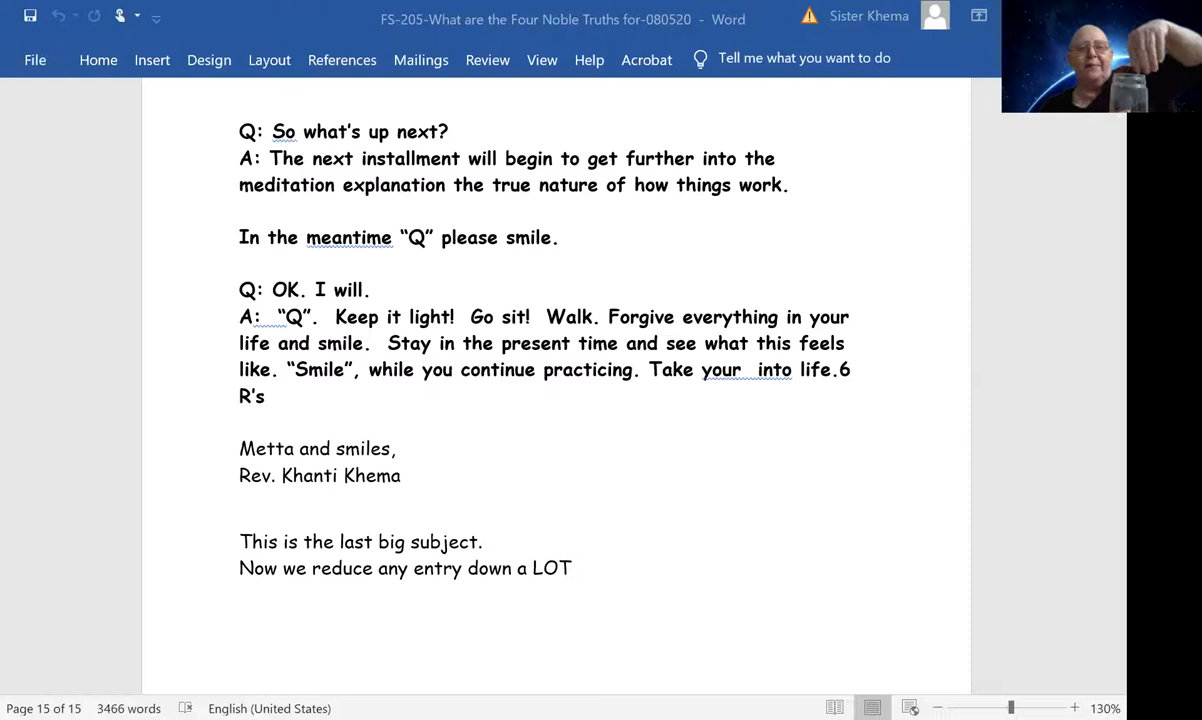 FS-205-What are the Four Noble Truths for-080520 - Word
Sister Khema
File Home Insert Design Layout References Mailings Review View Help Acrobat Tell me what you want to do
Q: So what's up next?
A: The next installment will begin to get further into the
meditation explanation the true nature of how things work.
In the meantime “Q” please smile.
Q: OK. I will.
A: “Q”. Keep it light! Go sit! Walk. Forgive everything in your
life and smile. Stay in the present time and see what this feels
like. “Smile”, while you continue practicing. Take your into life.6
R's
Metta and smiles,
Rev. Khanti Khema
This is the last big subject.
Now we reduce any entry down a LOT
Page 15 of 15 3466 words English (United States) 130%